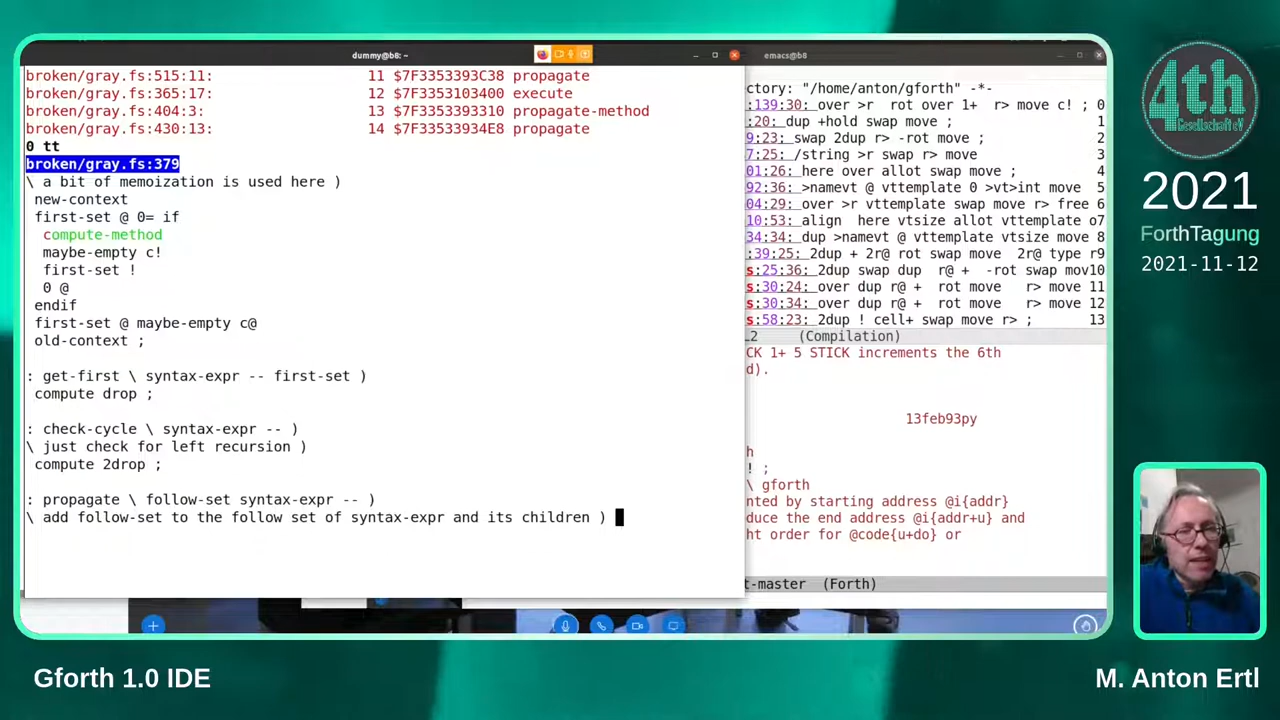 dummy@b8: ~
broken/gray.fs:515:11: 11 $7F3353393C38 propagate
broken/gray.fs:365:17: 12 $7F3353103400 execute
broken/gray.fs:404:3: 13 $7F3353393310 propagate-method
broken/gray.fs:430:13: 14 $7F33533934E8 propagate
0 tt
broken/gray.fs:379
\ a bit of memoization is used here )
new-context
first-set @ 0= if
compute-method
maybe-empty c!
first-set !
0 @
endif
first-set @ maybe-empty c@
old-context ;
: get-first \ syntax-expr -- first-set )
compute drop ;
: check-cycle \ syntax-expr -- )
\ just check for left recursion )
compute 2drop ;
: propagate \ follow-set syntax-expr -- )
\ add follow-set to the follow set of syntax-expr and its children )
emacs@b8
ctory: "/home/anton/gforth" -*-
:139:30: over >r rot over 1+ r> move c! ; 0
:20: dup +hold swap move ; 1
9:23: swap 2dup r> -rot move ; 2
7:25: /string >r swap r> move 3
01:26: here over allot swap move ; 4
92:36: >namevt @ vttemplate 0 >vt>int move 5
04:29: over >r vttemplate swap move r> free 6
10:53: align here vtsize allot vttemplate o7
34:34: dup >namevt @ vttemplate vtsize move 8
:39:25: 2dup + 2r@ rot swap move 2r@ type r9
s:25:36: 2dup swap dup r@ + -rot swap mov10
s:30:24: over dup r@ + rot move r> move 11
s:30:34: over dup r@ + rot move r> move 12
s:58:23: 2dup ! cell+ swap move r> ; 13
L2 (Compilation)
CK 1+ 5 STICK increments the 6th
d).
13feb93py
h
! ;
\ gforth
nted by starting address @i{addr}
duce the end address @i{addr+u} and
ht order for @code{u+do} or
t-master (Forth)
4th
Gesellschaft eV
2021
ForthTagung
2021-11-12
Gforth 1.0 IDE
M. Anton Ertl